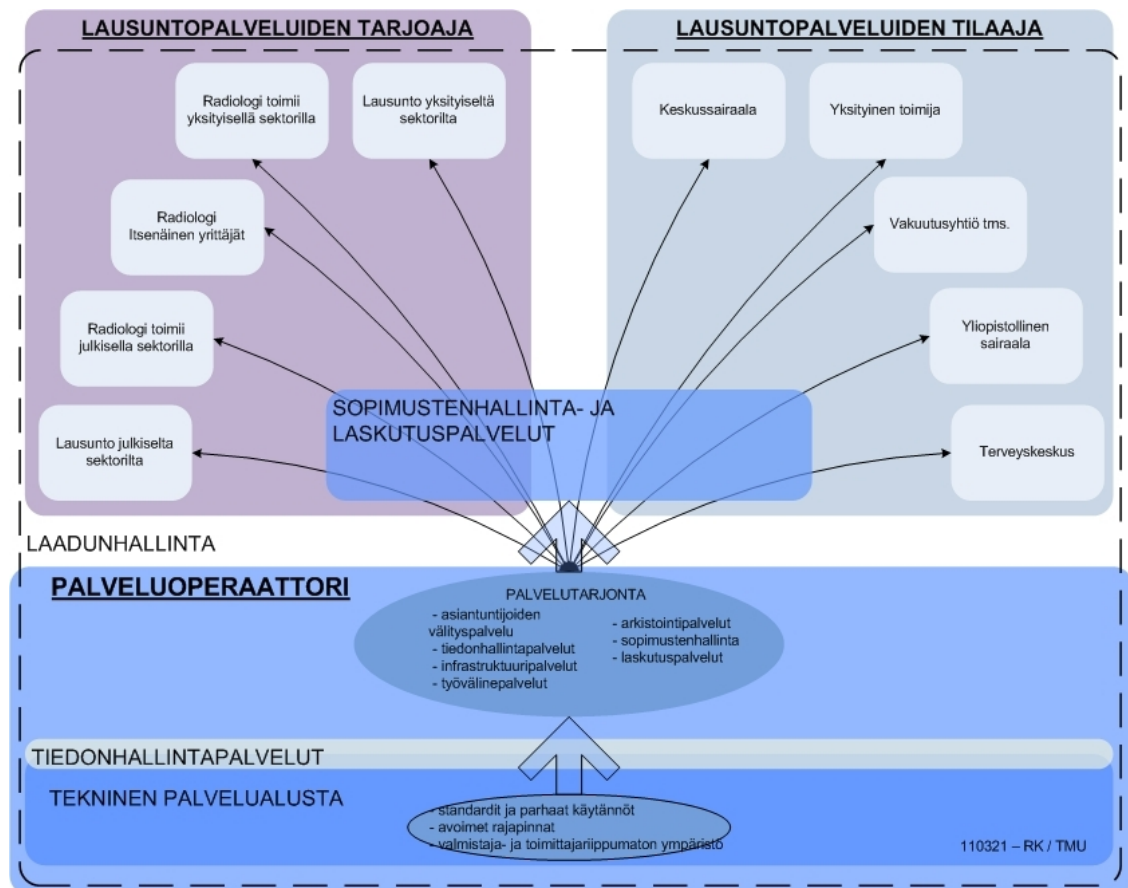 LAUSUNTOPALVELUIDEN TARJOAJA
Radiologi toimii
yksityisellä sektorilla
Lausunto yksityiseltä
sektorilta
Radiologi
Itsenäinen yrittäjät
Radiologi toimii
julkisella sektorilla
Lausunto julkiselta
sektorilta
LAUSUNTOPALVELUIDEN TILAAJA
Keskussairaala
Yksityinen toimija
Vakuutusyhtiö tms.
Yliopistollinen
sairaala
Terveyskeskus
SOPIMUSTENHALLINTA- JA
LASKUTUSPALVELUT
LAADUNHALLINTA
PALVELUOPERAATTORI
PALVELUTARJONTA
- asiantuntijoiden
välityspalvelu
- tiedonhallintapalvelut
- infrastruktuuripalvelut
- työvälinepalvelut
- arkistointipalvelut
- sopimustenhallinta
- laskutuspalvelut
TIEDONHALLINTAPALVELUT
TEKNINEN PALVELUALUSTA
- standardit ja parhaat käytännöt
- avoimet rajapinnat
- valmistaja- ja toimittajariippumaton ympäristö
110321 – RK / TMU